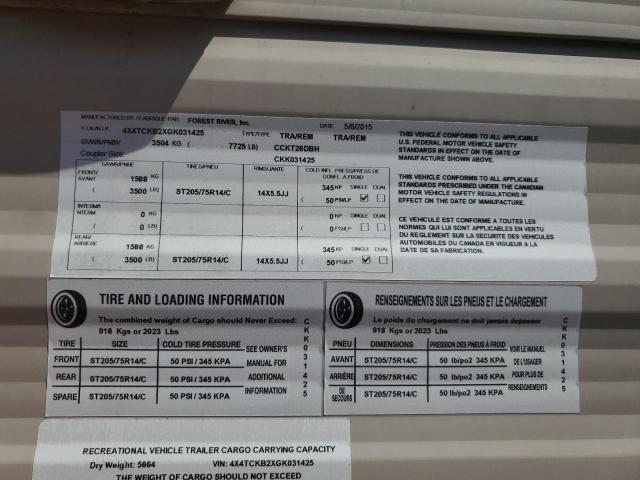 MANUFACTURED BY / FABRIQUE PAR: FOREST RIVER, Inc. DATE 5/8/2015
V.I.N./N.I.V. 4X4TCKB2XGK031425 TYPE/TYPE TRA/REM TRA/REM
GVWR/PNBV 3504 KG ( 7725 LB) CCKT26DBH
Coupler Size: CKK031425
GAWR/PNBE TIRES/PNEU RIM/JANTE COLD INFL. PRESS/PRESS DE GONFL. A FROID
FRONT/ AVANT 1588 KG 345 KP SINGLE DUAL
( 3500 LB) ST205/75R14/C 14X5.5JJ ( 50 PSI/LP
INTERM/ INTERM ( 0 KG 0 KP SINGLE DUAL
( 0 LB) ( 0 PSI/LP
REAR/ ARRIÈRE 1588 KG 345 KP SINGLE DUAL
( 3500 LB) ST205/75R14/C 14X5.5JJ ( 50 PSI/LP
THIS VEHICLE CONFORMS TO ALL APPLICABLE
U.S. FEDERAL MOTOR VEHICLE SAFETY
STANDARDS IN EFFECT ON THE DATE OF
MANUFACTURE SHOWN ABOVE.
THIS VEHICLE CONFORMS TO ALL APPLICABLE
STANDARDS PRESCRIBED UNDER THE CANADIAN
MOTOR VEHICLE SAFETY REGULATIONS IN
EFFECT ON THE DATE OF MANUFACTURE.
CE VÉHICULE EST CONFORME A TOUTES LES
NORMES QUI LUI SONT APPLICABLES EN VERTU
DU REGLEMENT SUR LA SECURITE DES VEHICULES
AUTOMOBILES DU CANADA EN VIGUEUR A LA
DATE DE SA FABRICATION.
TIRE AND LOADING INFORMATION
The combined weight of Cargo should Never Exceed:
918 Kgs or 2023 Lbs
TIRE SIZE COLD TIRE PRESSURE SEE OWNER'S
FRONT ST205/75R14/C 50 PSI / 345 KPA MANUAL FOR
REAR ST205/75R14/C 50 PSI / 345 KPA ADDITIONAL
SPARE ST205/75R14/C 50 PSI / 345 KPA INFORMATION
CKK031425
RENSEIGNEMENTS SUR LES PNEUS ET LE CHARGEMENT
Le poids du chargement ne doit jamais depasser
918 Kgs or 2023 Lbs
PNEU DIMENSIONS PRESSION DES PNEUS À FROID VOIR LE MANUEL
AVANT ST205/75R14/C 50 lb/po2 345 KPA DE L'USAGER
ARRIÈRE ST205/75R14/C 50 lb/po2 345 KPA POUR PLUS DE
DE SECOURS ST205/75R14/C 50 lb/po2 345 KPA RENSEIGNEMENTS
CKK031425
RECREATIONAL VEHICLE TRAILER CARGO CARRYING CAPACITY
Dry Weight: 5664 VIN: 4X4TCKB2XGK031425
THE WEIGHT OF CARGO SHOULD NOT EXCEED